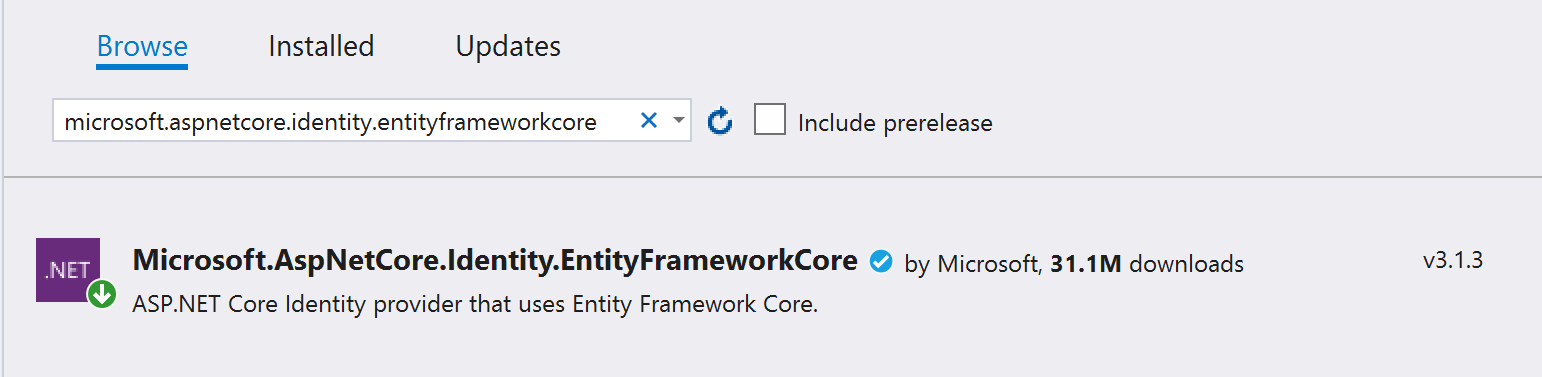 Browse Installed Updates
microsoft.aspnetcore.identity.entityframeworkcore Include prerelease
.NET Microsoft.AspNetCore.Identity.EntityFrameworkCore by Microsoft, 31.1M downloads v3.1.3
ASP.NET Core Identity provider that uses Entity Framework Core.